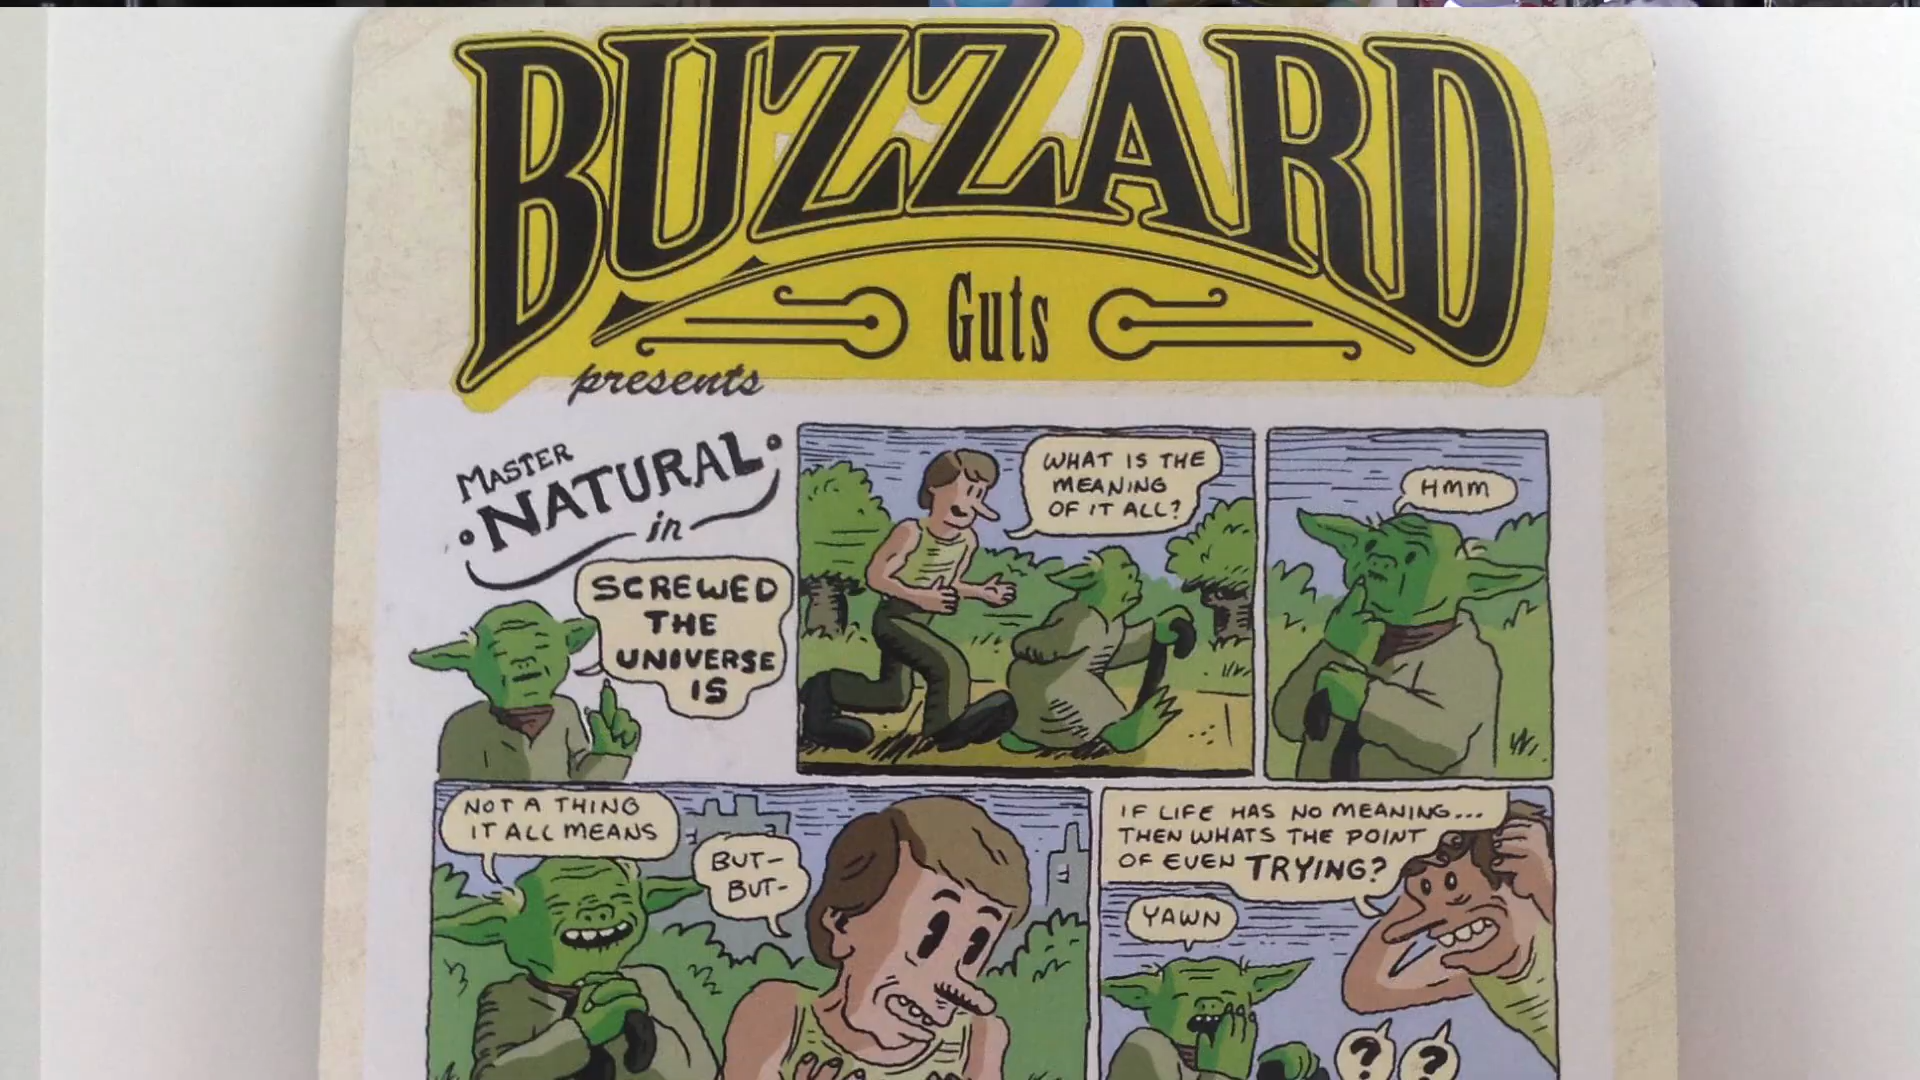 BUZZARD
Guts
presents
MASTER
NATURAL
in
SCREWED
THE
UNIVERSE
IS
WHAT IS THE
MEANING
OF IT ALL?
HMM
NOT A THING
IT ALL MEANS
BUT-
BUT-
IF LIFE HAS NO MEANING...
THEN WHATS THE POINT
OF EVEN TRYING?
YAWN
?
?